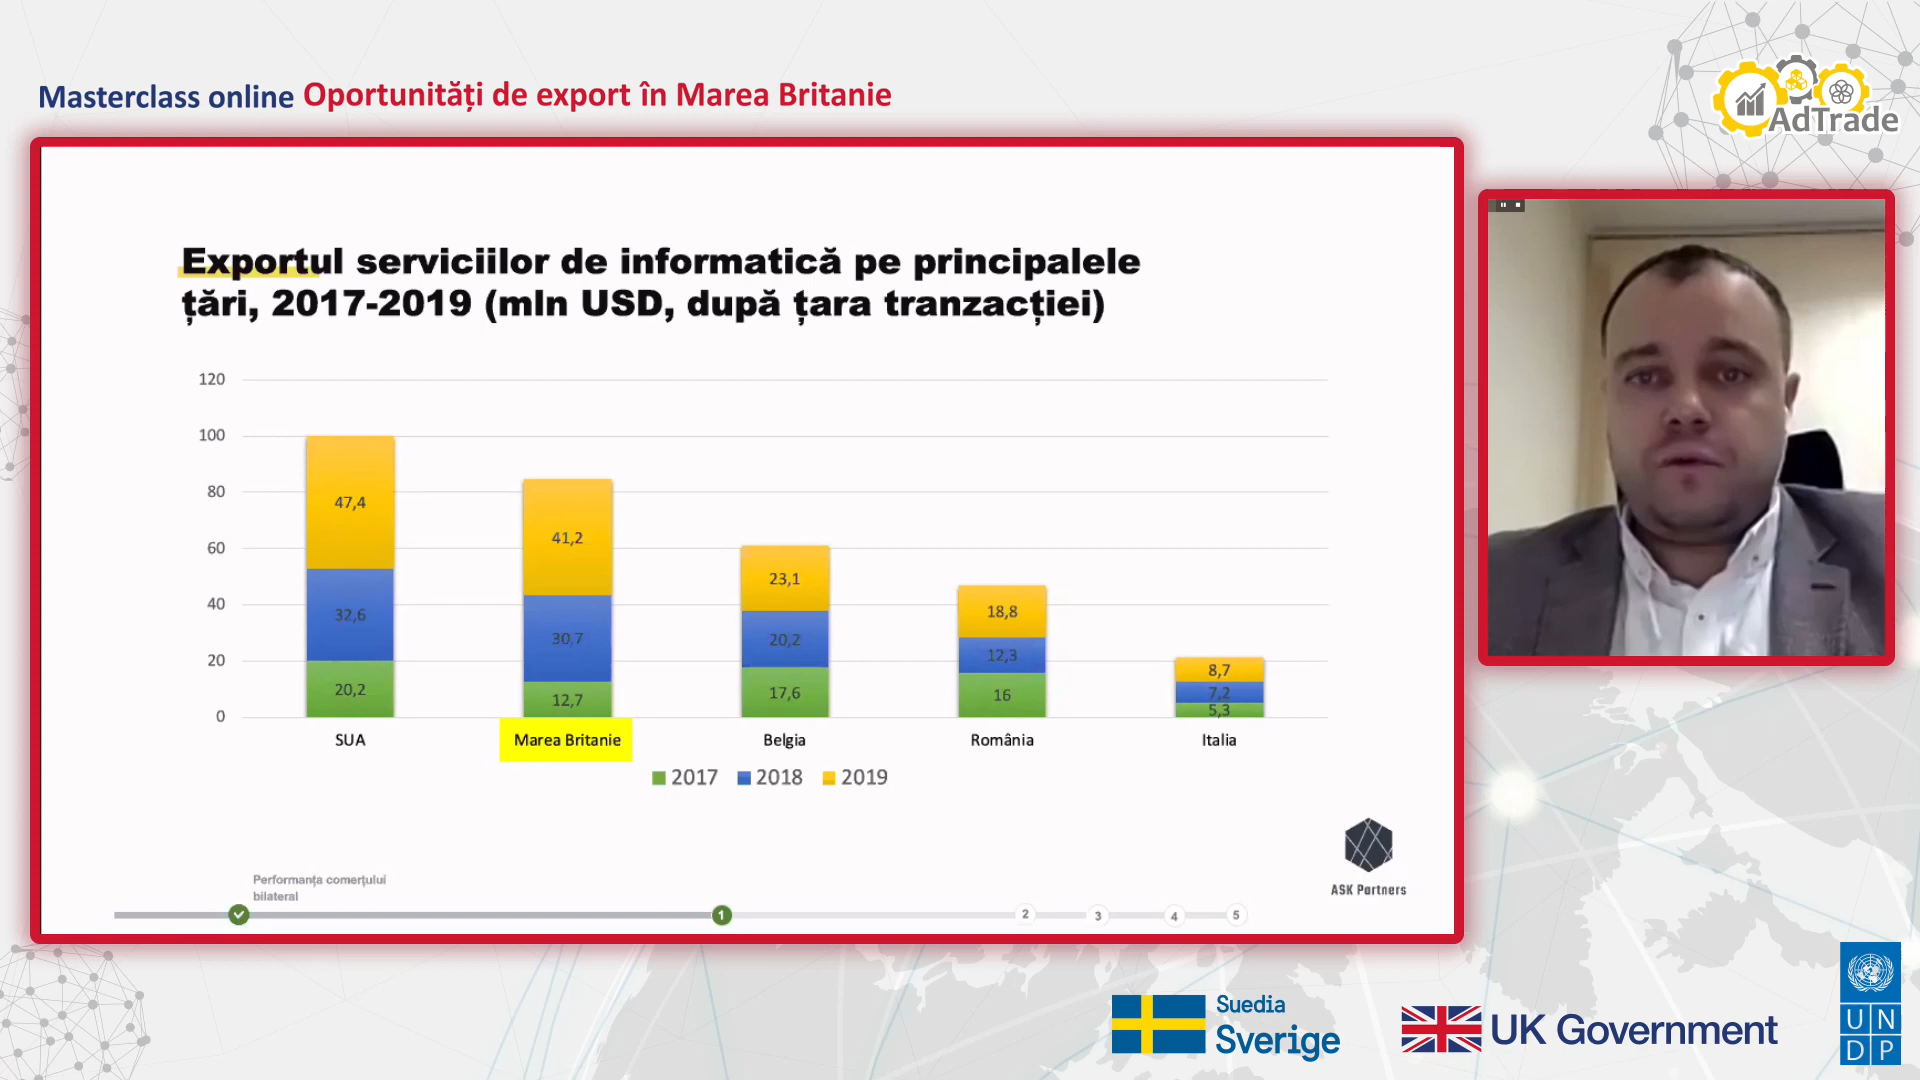 Masterclass online Oportunități de export în Marea Britanie
AdTrade
Exportul serviciilor de informatică pe principalele
țări, 2017-2019 (mln USD, după țara tranzacției)
120
100
80
60
40
20
0
47,4
32,6
20,2
41,2
30,7
12,7
23,1
20,2
17,6
18,8
12,3
16
8,7
7,2
5,3
SUA
Marea Britanie
Belgia
România
Italia
2017 2018 2019
ASK Partners
Performanța comerțului
bilateral
1 2 3 4 5
Suedia
Sverige
UK Government
U N
D P